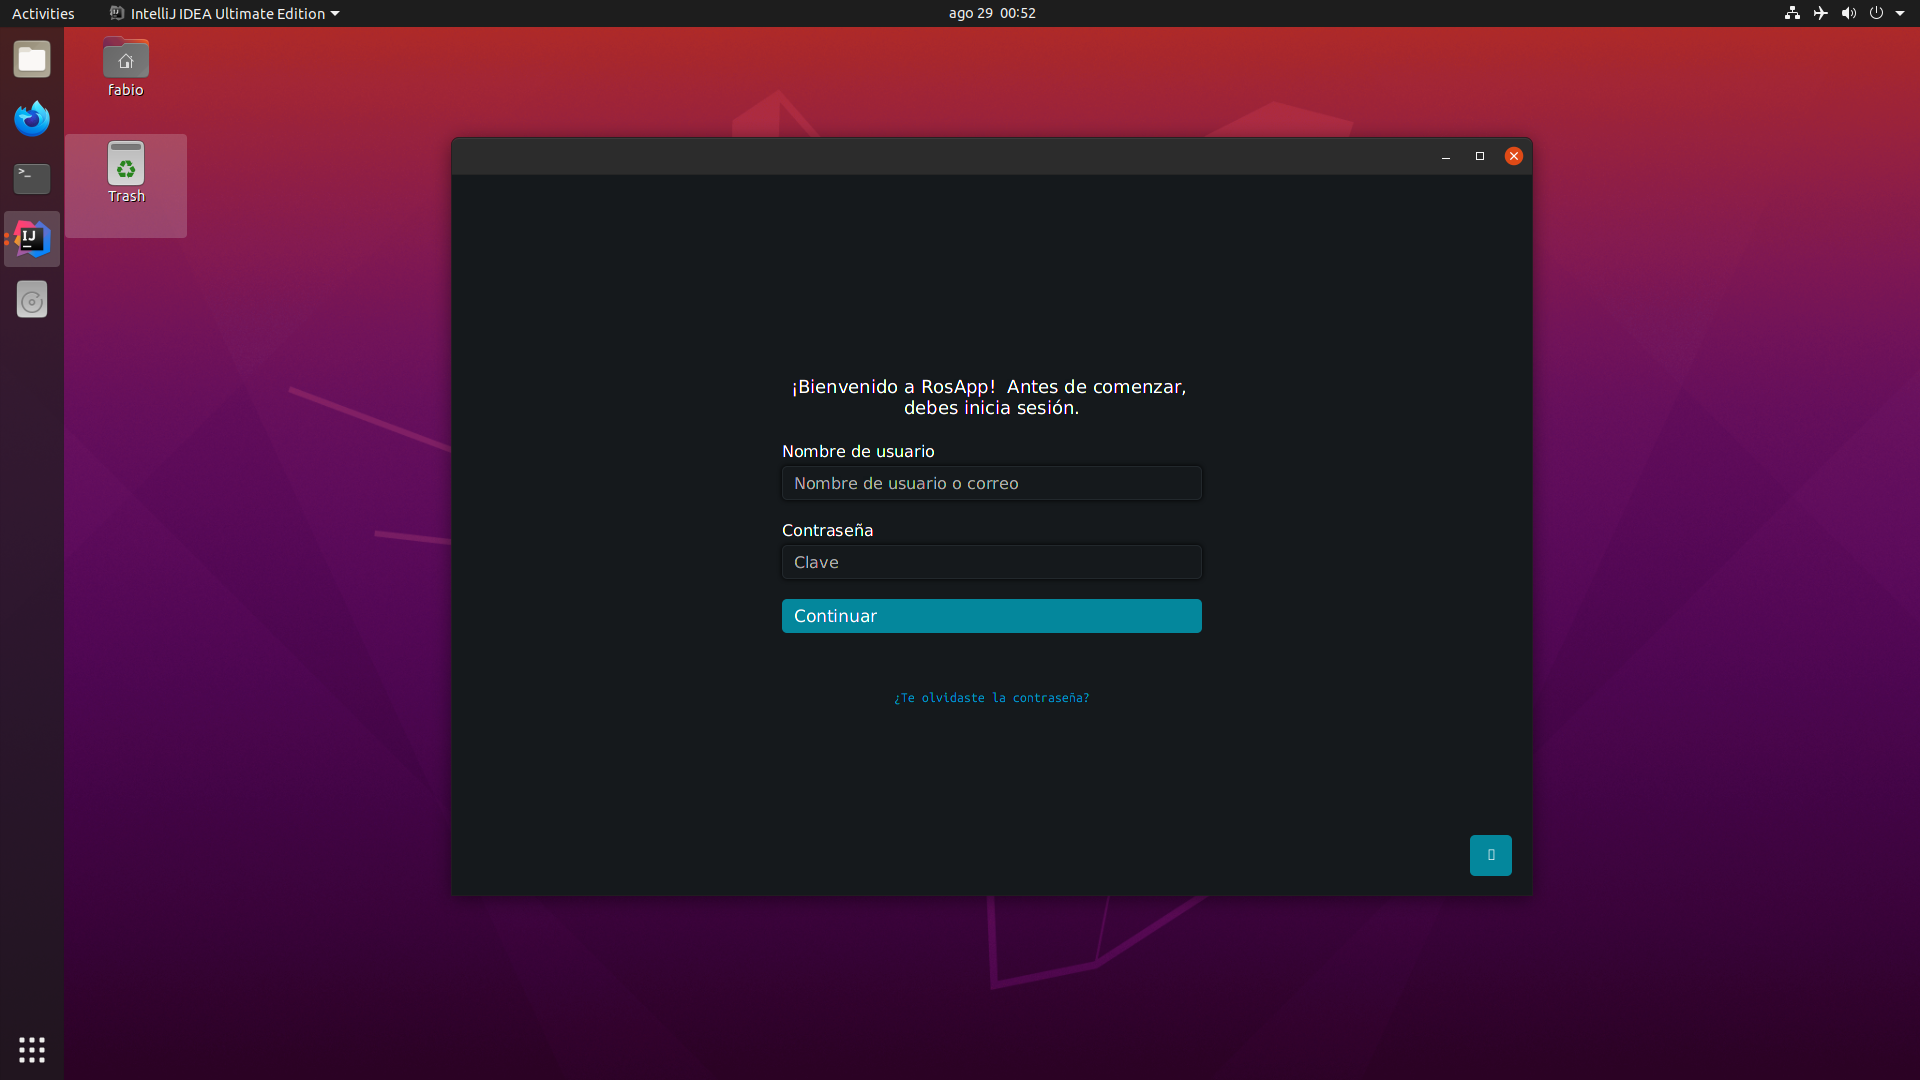 Activities
IntelliJ IDEA Ultimate Edition
ago 29 00:52
fabio
Trash
>_
IJ
¡Bienvenido a RosApp! Antes de comenzar,
debes inicia sesión.
Nombre de usuario
Nombre de usuario o correo
Contraseña
Clave
Continuar
¿Te olvidaste la contraseña?